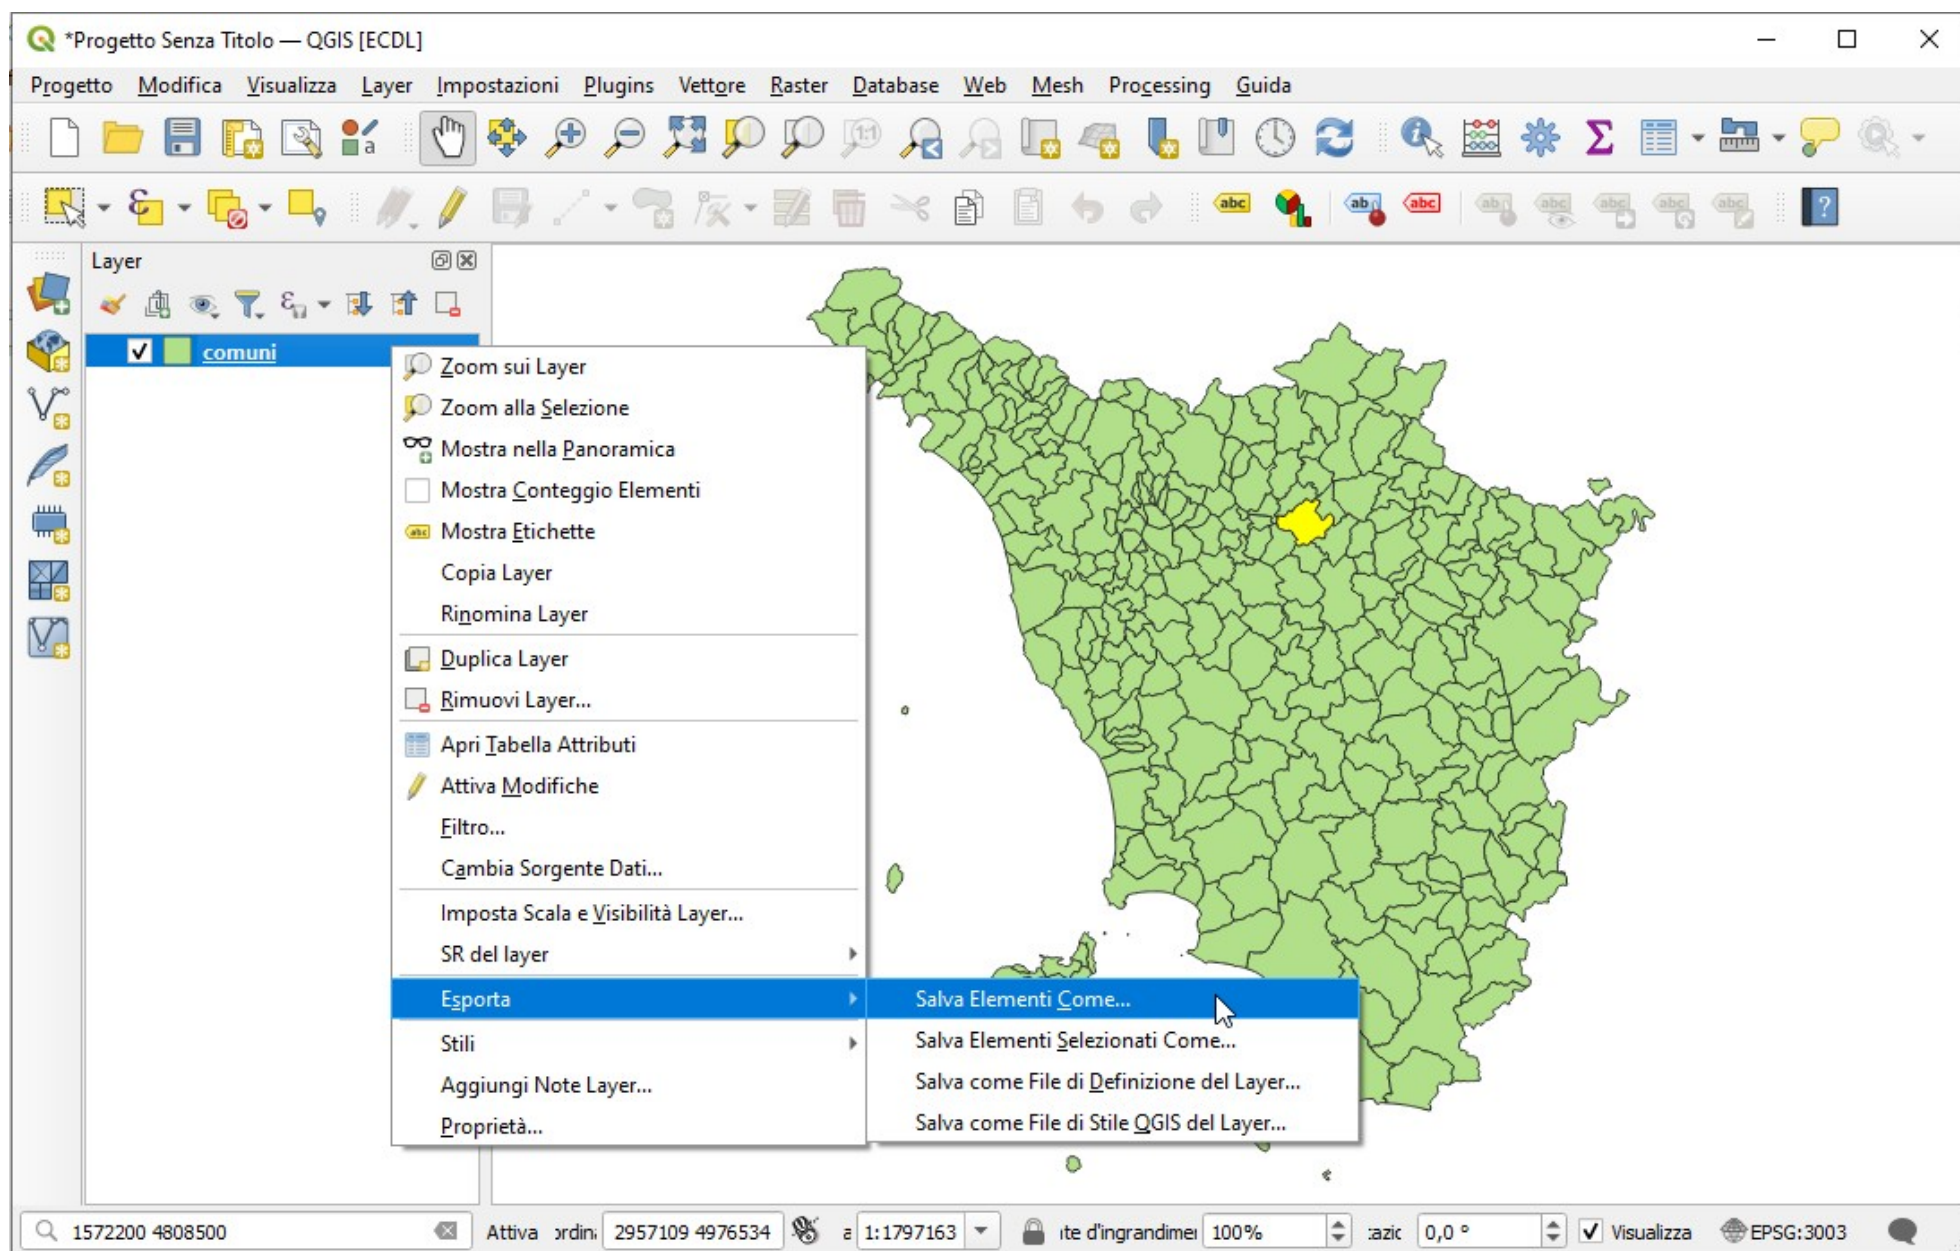 *Progetto Senza Titolo — QGIS [ECDL]
Progetto Modifica Visualizza Layer Impostazioni Plugins Vettore Raster Database Web Mesh Processing Guida
Layer
comuni
Zoom sui Layer
Zoom alla Selezione
Mostra nella Panoramica
Mostra Conteggio Elementi
Mostra Etichette
Copia Layer
Rinomina Layer
Duplica Layer
Rimuovi Layer...
Apri Tabella Attributi
Attiva Modifiche
Filtro...
Cambia Sorgente Dati...
Imposta Scala e Visibilità Layer...
SR del layer
Esporta
Stili
Aggiungi Note Layer...
Proprietà...
Salva Elementi Come...
Salva Elementi Selezionati Come...
Salva come File di Definizione del Layer...
Salva come File di Stile QGIS del Layer...
1572200 4808500 Attiva ordin 2957109 4976534 a 1:1797163 ite d'ingrandime 100% azic 0,0 ° Visualizza EPSG:3003